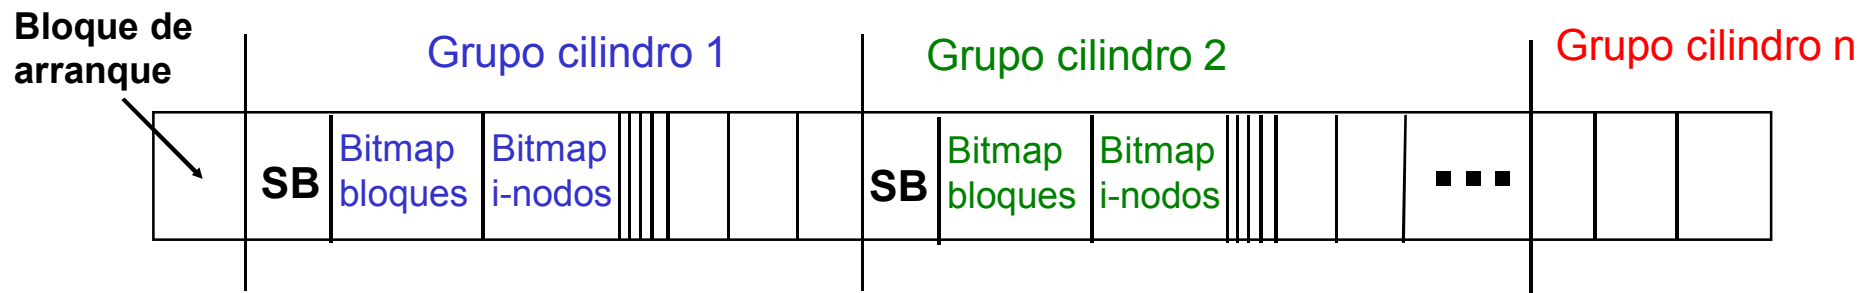 Bloque de
arranque
Grupo cilindro 1
Grupo cilindro 2
Grupo cilindro n
SB
Bitmap
bloques
Bitmap
i-nodos
SB
Bitmap
bloques
Bitmap
i-nodos
...